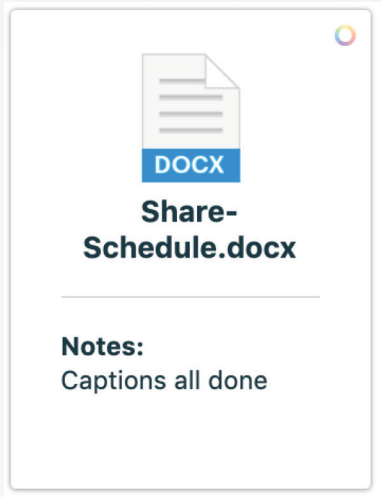 DOCX
Share-
Schedule.docx
Notes:
Captions all done